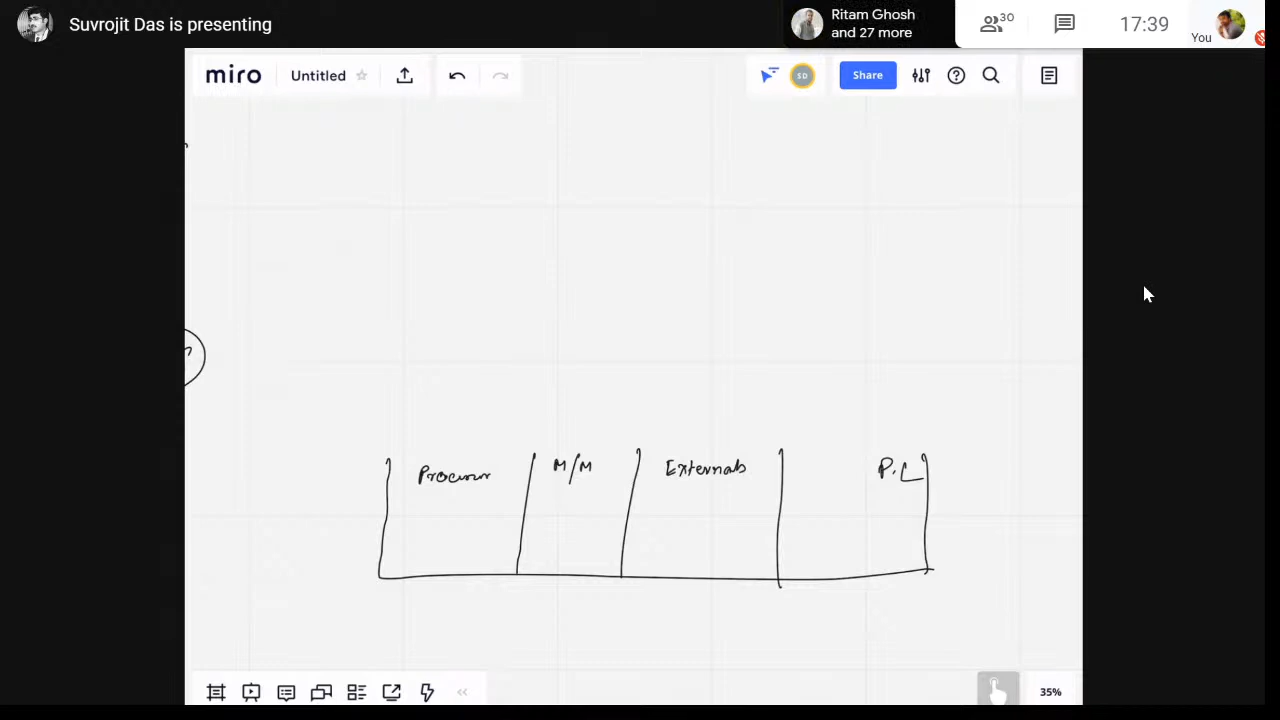 Suvrojit Das is presenting
Ritam Ghosh
and 27 more
30
17:39
You
miro
Untitled
SD
Share
M/M
Externals
P.L
35%